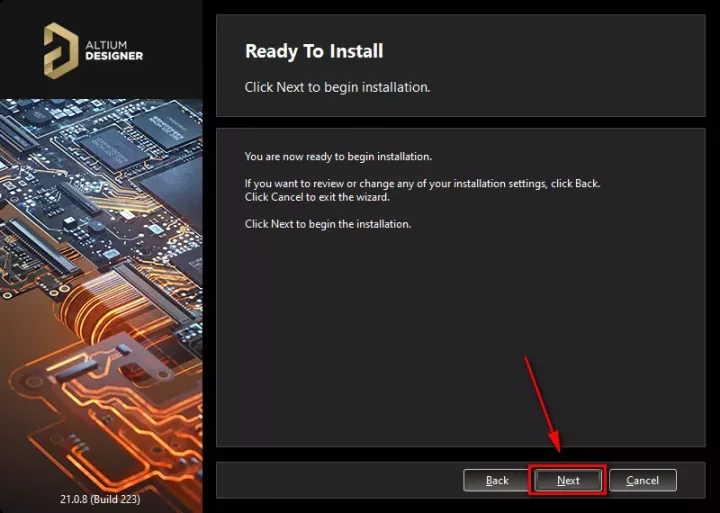 ALTIUM
DESIGNER
Ready To Install
Click Next to begin installation.
You are now ready to begin installation.
If you want to review or change any of your installation settings, click Back.
Click Cancel to exit the wizard.
Click Next to begin the installation.
Back Next Cancel
21.0.8 (Build 223)